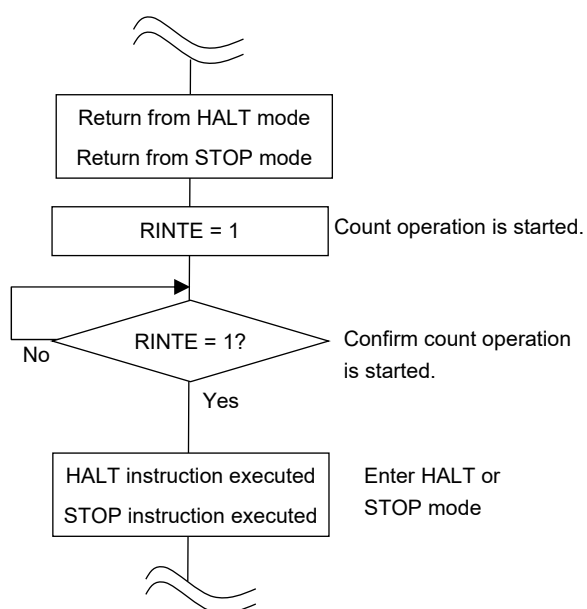 Return from HALT mode
Return from STOP mode
RINTE = 1
Count operation is started.
RINTE = 1?
No
Confirm count operation
is started.
Yes
HALT instruction executed
STOP instruction executed
Enter HALT or
STOP mode